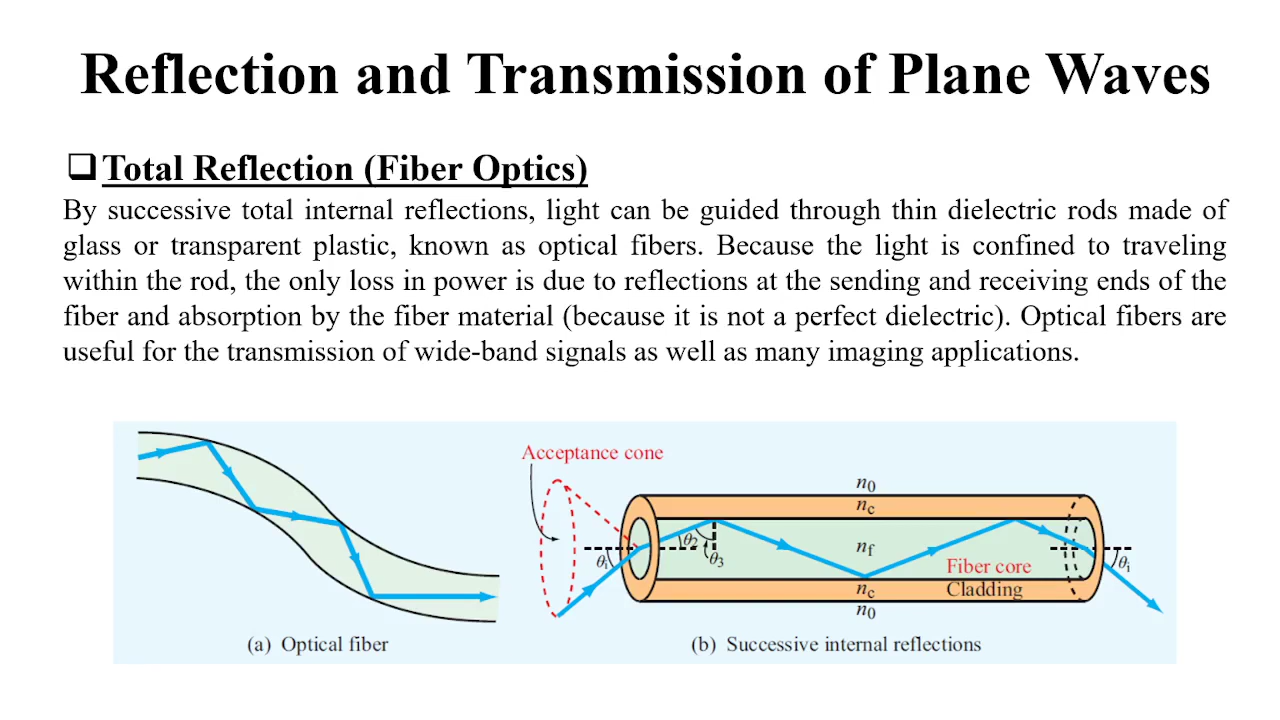 Reflection and Transmission of Plane Waves
❑Total Reflection (Fiber Optics)
By successive total internal reflections, light can be guided through thin dielectric rods made of
glass or transparent plastic, known as optical fibers. Because the light is confined to traveling
within the rod, the only loss in power is due to reflections at the sending and receiving ends of the
fiber and absorption by the fiber material (because it is not a perfect dielectric). Optical fibers are
useful for the transmission of wide-band signals as well as many imaging applications.
Acceptance cone
n0
nc
θi
θ2
θ3
nf
Fiber core
θi
nc
Cladding
n0
(a) Optical fiber
(b) Successive internal reflections